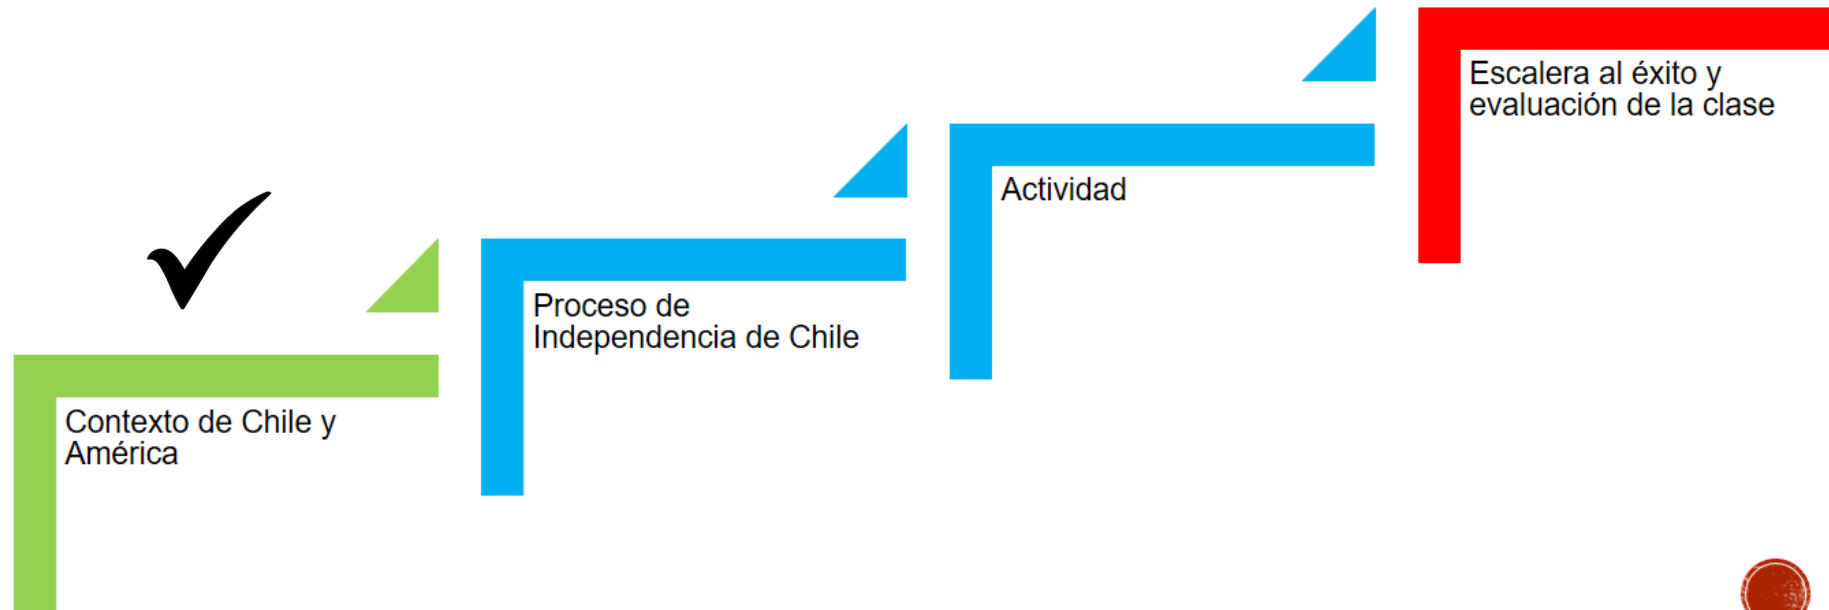 Contexto de Chile y
América
Proceso de
Independencia de Chile
Actividad
Escalera al éxito y
evaluación de la clase